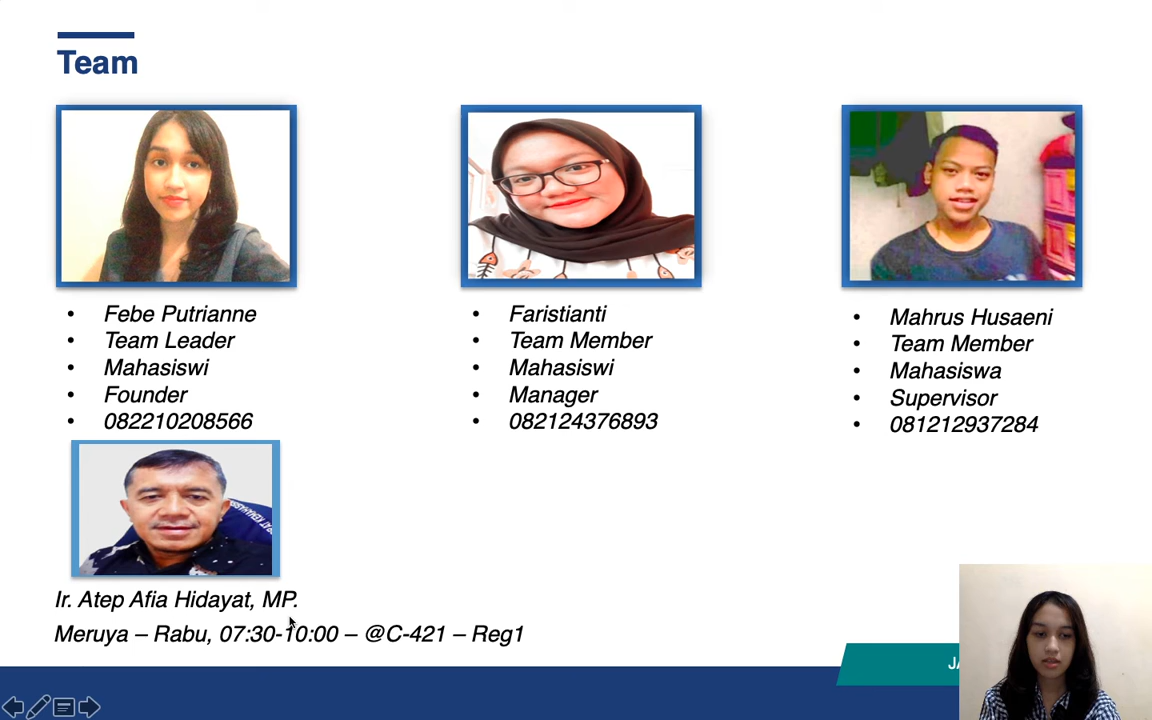 Team
• Febe Putrianne
• Team Leader
• Mahasiswi
• Founder
• 082210208566
• Faristianti
• Team Member
• Mahasiswi
• Manager
• 082124376893
• Mahrus Husaeni
• Team Member
• Mahasiswa
• Supervisor
• 081212937284
Ir. Atep Afia Hidayat, MP.
Meruya – Rabu, 07:30-10:00 – @C-421 – Reg1